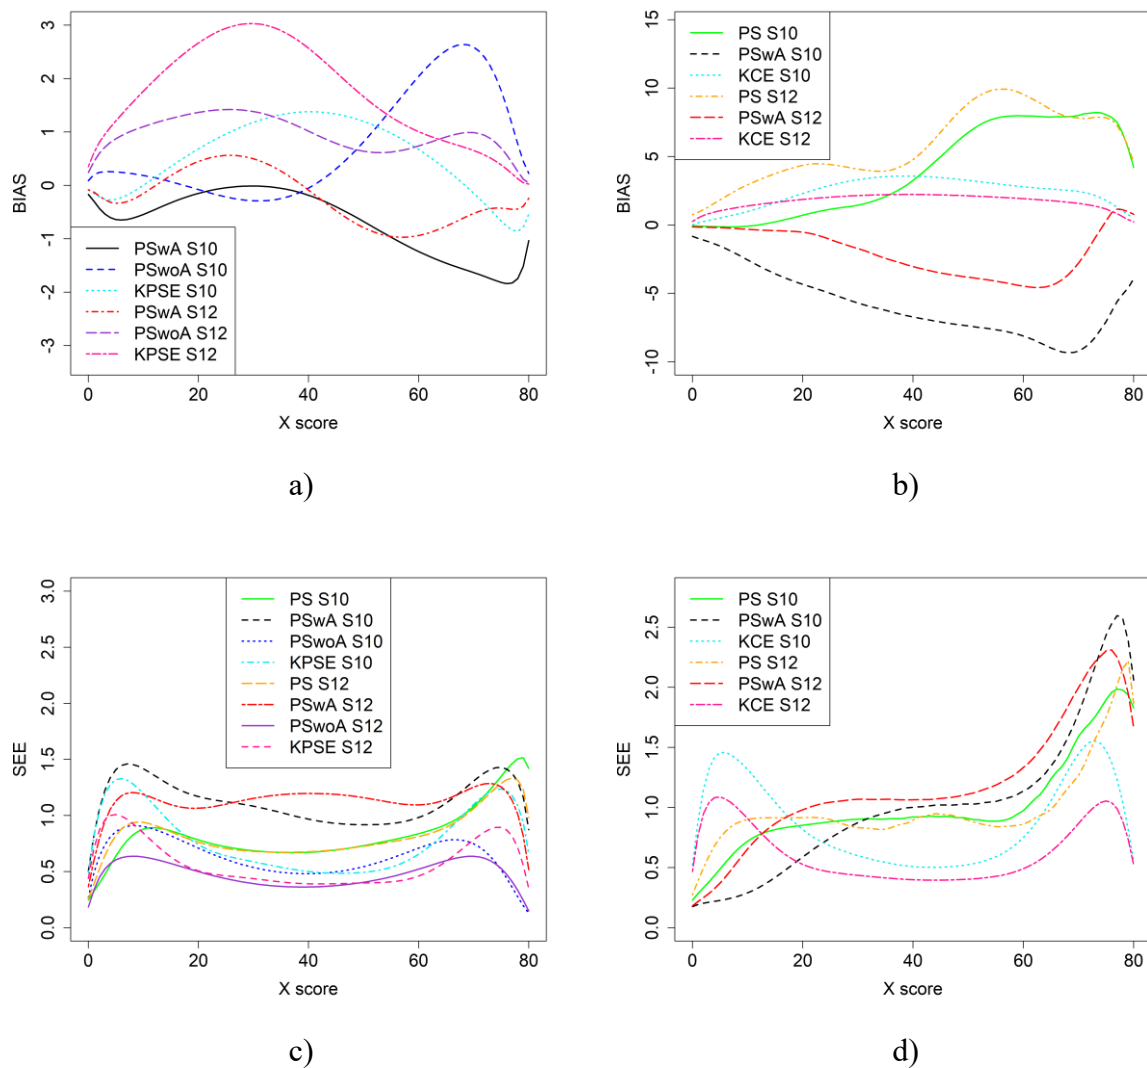 BIAS
3
2
1
0
-1
-2
-3
PSwA S10
PSwoA S10
KPSE S10
PSwA S12
PSwoA S12
KPSE S12
0 20 40 60 80
X score
a)
BIAS
15
10
5
0
-5
-10
PS S10
PSwA S10
KCE S10
PS S12
PSwA S12
KCE S12
0 20 40 60 80
X score
b)
SEE
3.0
2.5
2.0
1.5
1.0
0.5
0.0
PS S10
PSwA S10
PSwoA S10
KPSE S10
PS S12
PSwA S12
PSwoA S12
KPSE S12
0 20 40 60 80
X score
c)
SEE
2.5
2.0
1.5
1.0
0.5
0.0
PS S10
PSwA S10
KCE S10
PS S12
PSwA S12
KCE S12
0 20 40 60 80
X score
d)